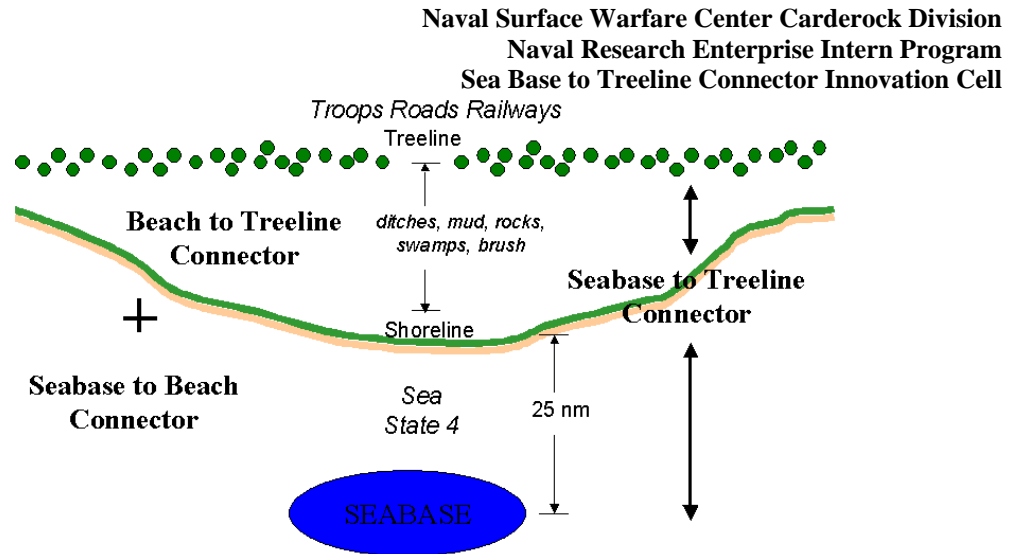 Naval Surface Warfare Center Carderock Division
Naval Research Enterprise Intern Program
Sea Base to Treeline Connector Innovation Cell
Troops Roads Railways
Treeline
Beach to Treeline
Connector
ditches, mud, rocks,
swamps, brush
Seabase to Treeline
Connector
+
Shoreline
Seabase to Beach
Connector
Sea
State 4
25 nm
SEABASE